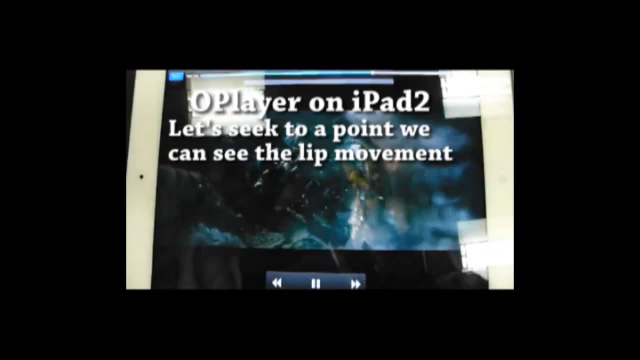 OPlayer on iPad2
Let's seek to a point we
can see the lip movement